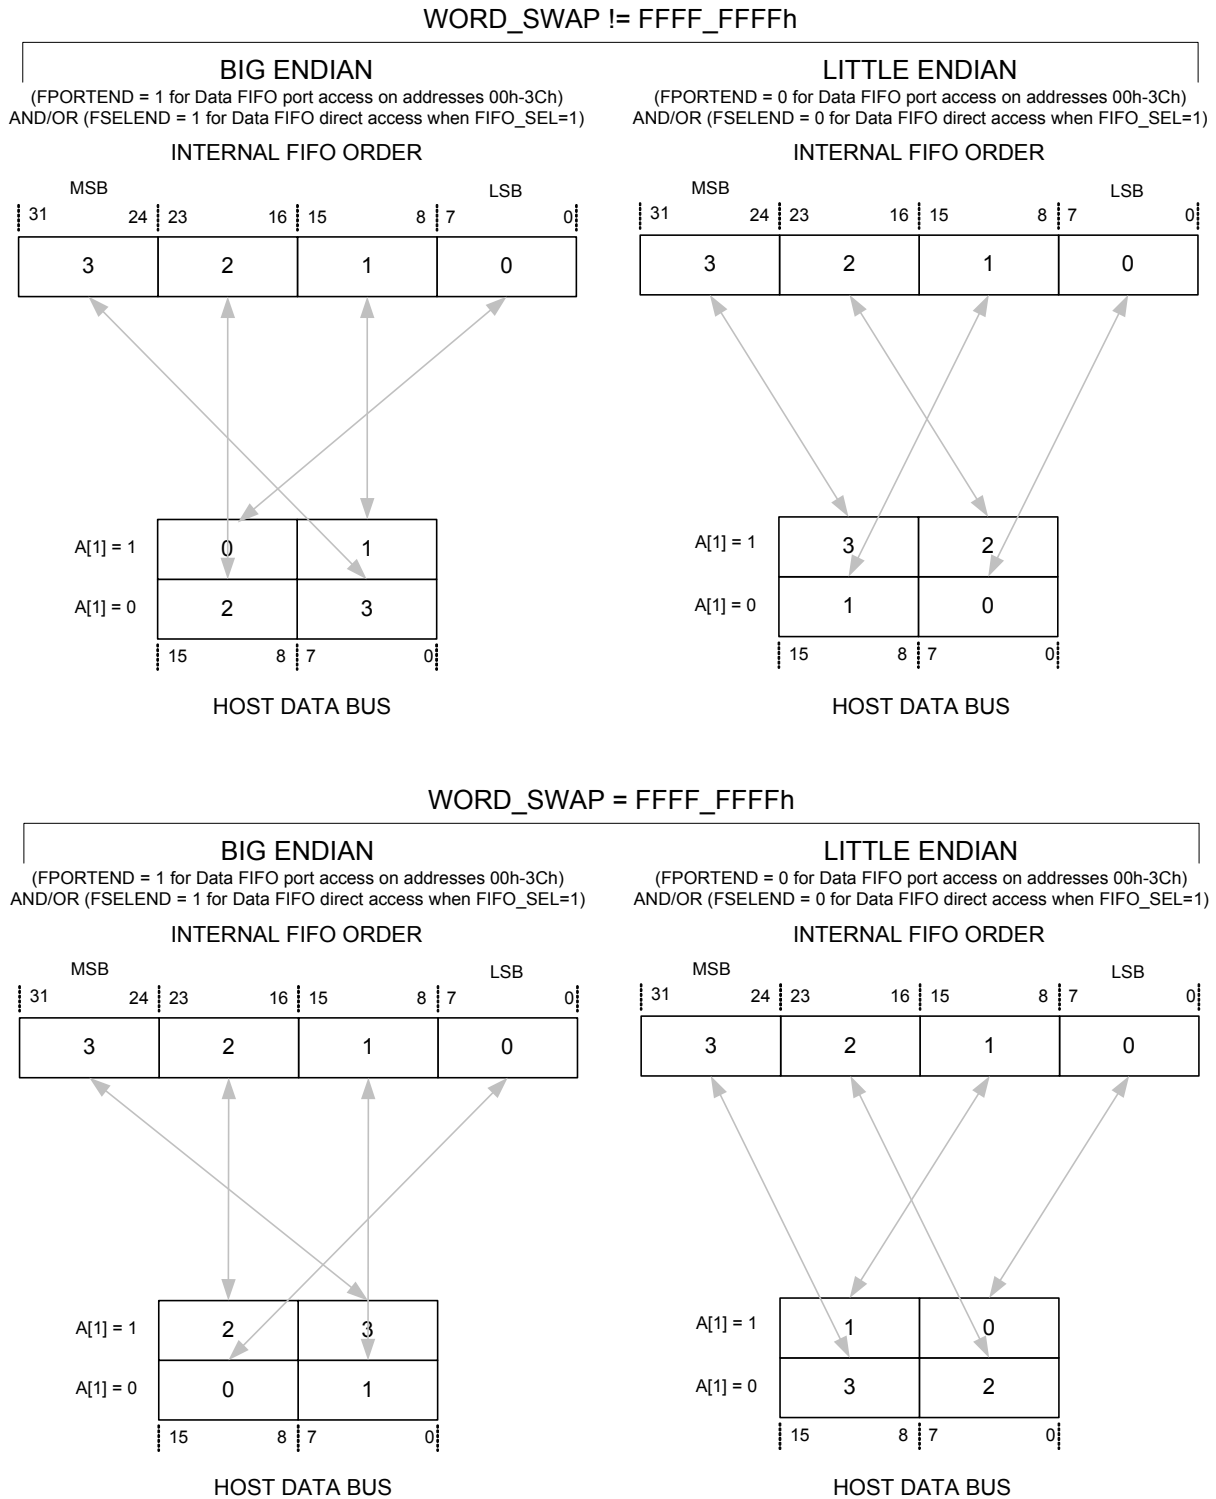 WORD_SWAP != FFFF_FFFFh
BIG ENDIAN
(FPORTEND = 1 for Data FIFO port access on addresses 00h-3Ch)
AND/OR (FSELEND = 1 for Data FIFO direct access when FIFO_SEL=1)
INTERNAL FIFO ORDER
MSB LSB
31 24 23 16 15 8 7 0
3 2 1 0
A[1] = 1 0 1
A[1] = 0 2 3
15 8 7 0
HOST DATA BUS
LITTLE ENDIAN
(FPORTEND = 0 for Data FIFO port access on addresses 00h-3Ch)
AND/OR (FSELEND = 0 for Data FIFO direct access when FIFO_SEL=1)
INTERNAL FIFO ORDER
MSB LSB
31 24 23 16 15 8 7 0
3 2 1 0
A[1] = 1 3 2
A[1] = 0 1 0
15 8 7 0
HOST DATA BUS
WORD_SWAP = FFFF_FFFFh
BIG ENDIAN
(FPORTEND = 1 for Data FIFO port access on addresses 00h-3Ch)
AND/OR (FSELEND = 1 for Data FIFO direct access when FIFO_SEL=1)
INTERNAL FIFO ORDER
MSB LSB
31 24 23 16 15 8 7 0
3 2 1 0
A[1] = 1 2 3
A[1] = 0 0 1
15 8 7 0
HOST DATA BUS
LITTLE ENDIAN
(FPORTEND = 0 for Data FIFO port access on addresses 00h-3Ch)
AND/OR (FSELEND = 0 for Data FIFO direct access when FIFO_SEL=1)
INTERNAL FIFO ORDER
MSB LSB
31 24 23 16 15 8 7 0
3 2 1 0
A[1] = 1 1 0
A[1] = 0 3 2
15 8 7 0
HOST DATA BUS